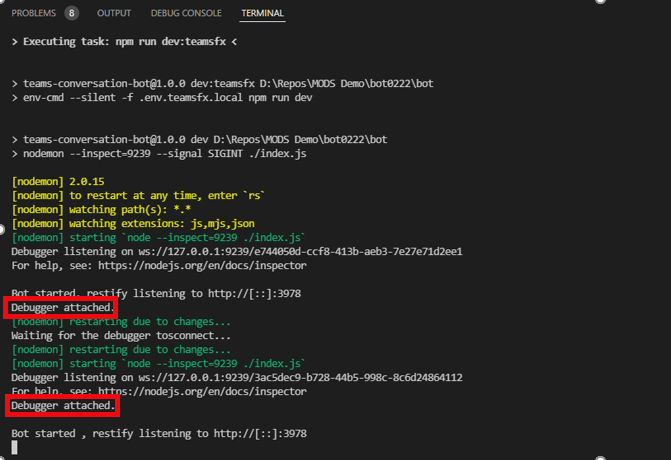 PROBLEMS 8 OUTPUT DEBUG CONSOLE TERMINAL
> Executing task: npm run dev:teamsfx <
> teams-conversation-bot@1.0.0 dev:teamsfx D:\Repos\MODS Demo\bot0222\bot
> env-cmd --silent -f .env.teamsfx.local npm run dev
> teams-conversation-bot@1.0.0 dev D:\Repos\MODS Demo\bot0222\bot
> nodemon --inspect=9239 --signal SIGINT ./index.js
[nodemon] 2.0.15
[nodemon] to restart at any time, enter `rs`
[nodemon] watching path(s): *.*
[nodemon] watching extensions: js,mjs,json
[nodemon] starting `node --inspect=9239 ./index.js`
Debugger listening on ws://127.0.0.1:9239/e744050d-ccf8-413b-aeb3-7e27e71d2ee1
For help, see: https://nodejs.org/en/docs/inspector
Bot started, restify listening to http://[::]:3978
Debugger attached.
[nodemon] restarting due to changes...
Waiting for the debugger tosconnect...
[nodemon] restarting due to changes...
[nodemon] starting `node --inspect=9239 ./index.js`
Debugger listening on ws://127.0.0.1:9239/3ac5dec9-b728-44b5-998c-8c6d24864112
For help, see: https://nodejs.org/en/docs/inspector
Debugger attached.
Bot started , restify listening to http://[::]:3978